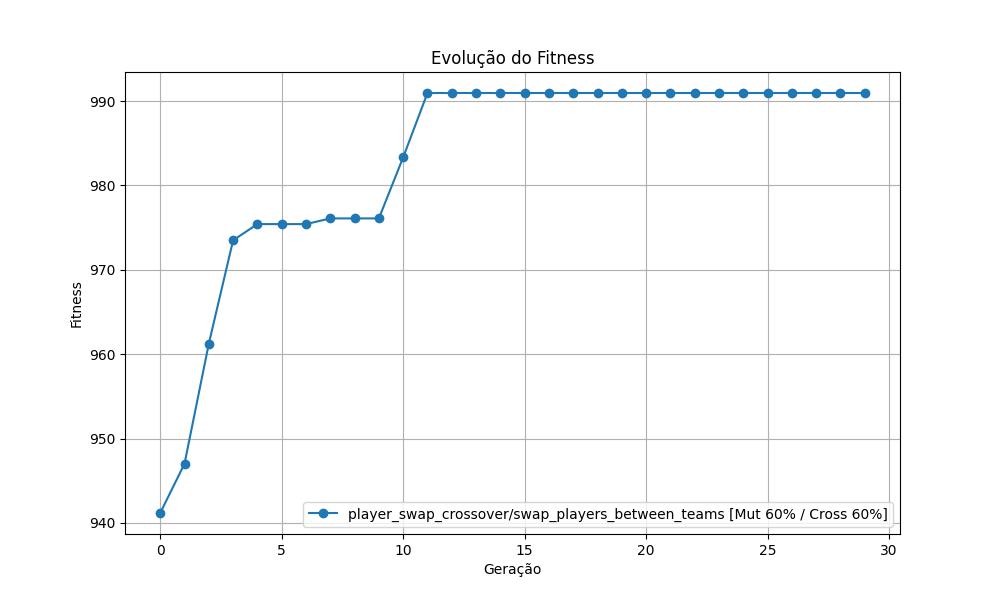 Evolução do Fitness
Fitness
990
980
970
960
950
940
player_swap_crossover/swap_players_between_teams [Mut 60% / Cross 60%]
0 5 10 15 20 25 30
Geração